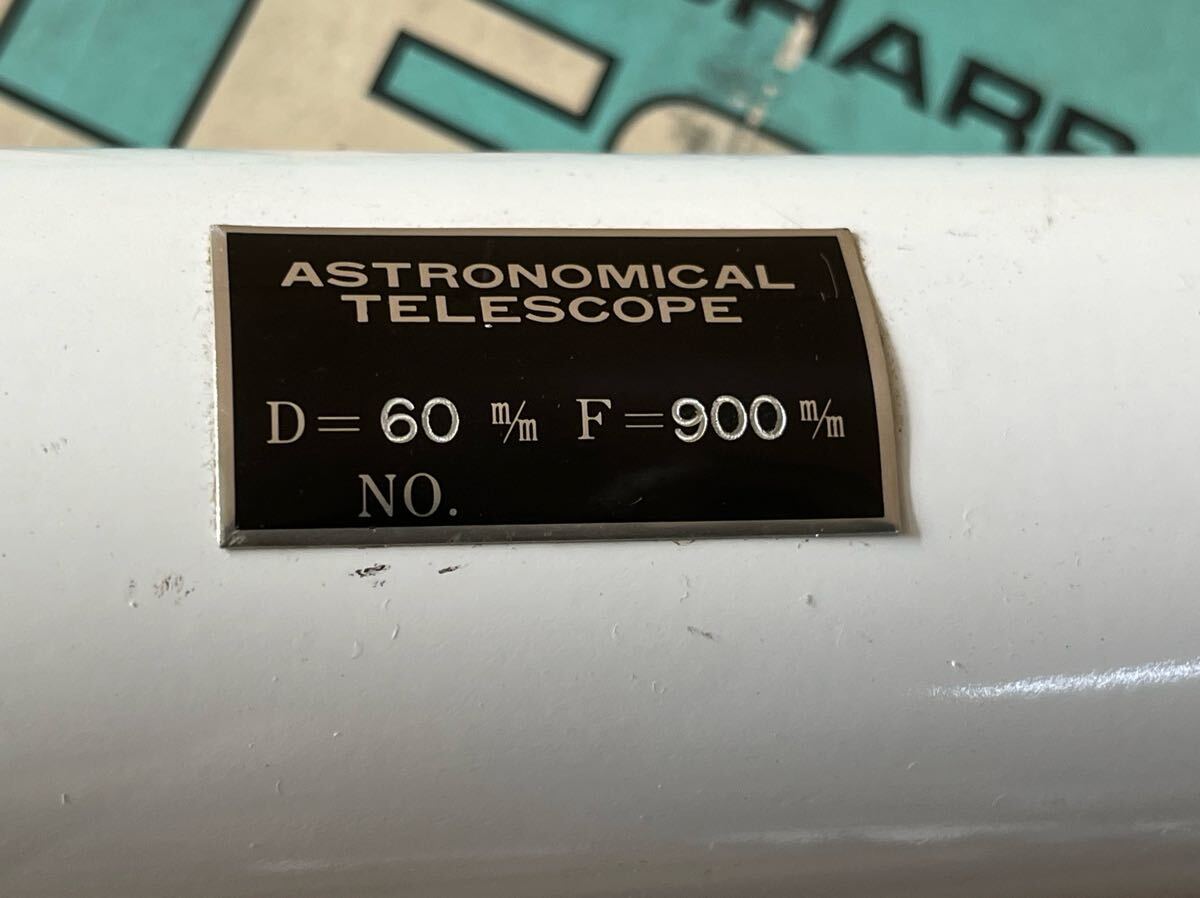 ASTRONOMICAL
TELESCOPE
D=60 m/m F=900 m/m
NO.